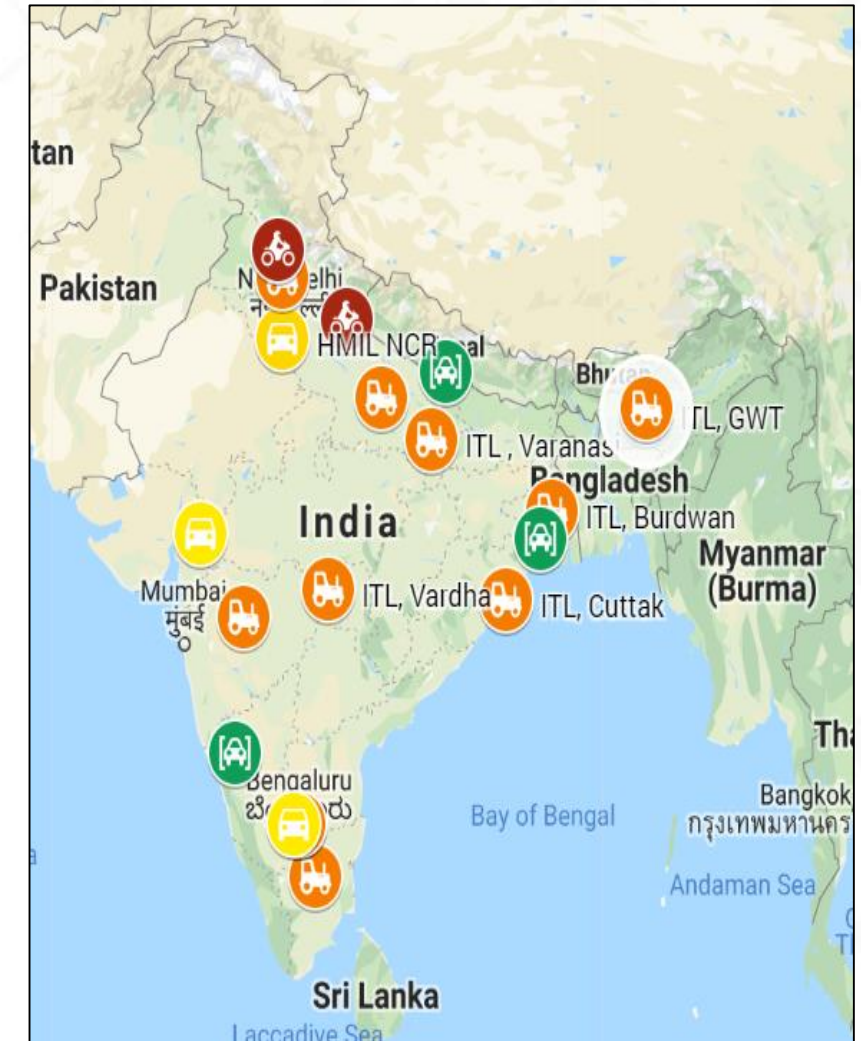 tan
Pakistan
HMIL NCR
ITL, GWT
ITL , Varanasi
Bangladesh
ITL, Burdwan
India
Myanmar
(Burma)
Mumbai
मुंबई
ITL, Vardha
ITL, Cuttak
Bengaluru
Bay of Bengal
Bangkok
กรุงเทพมหานคร
Andaman Sea
Sri Lanka
Laccadive Sea